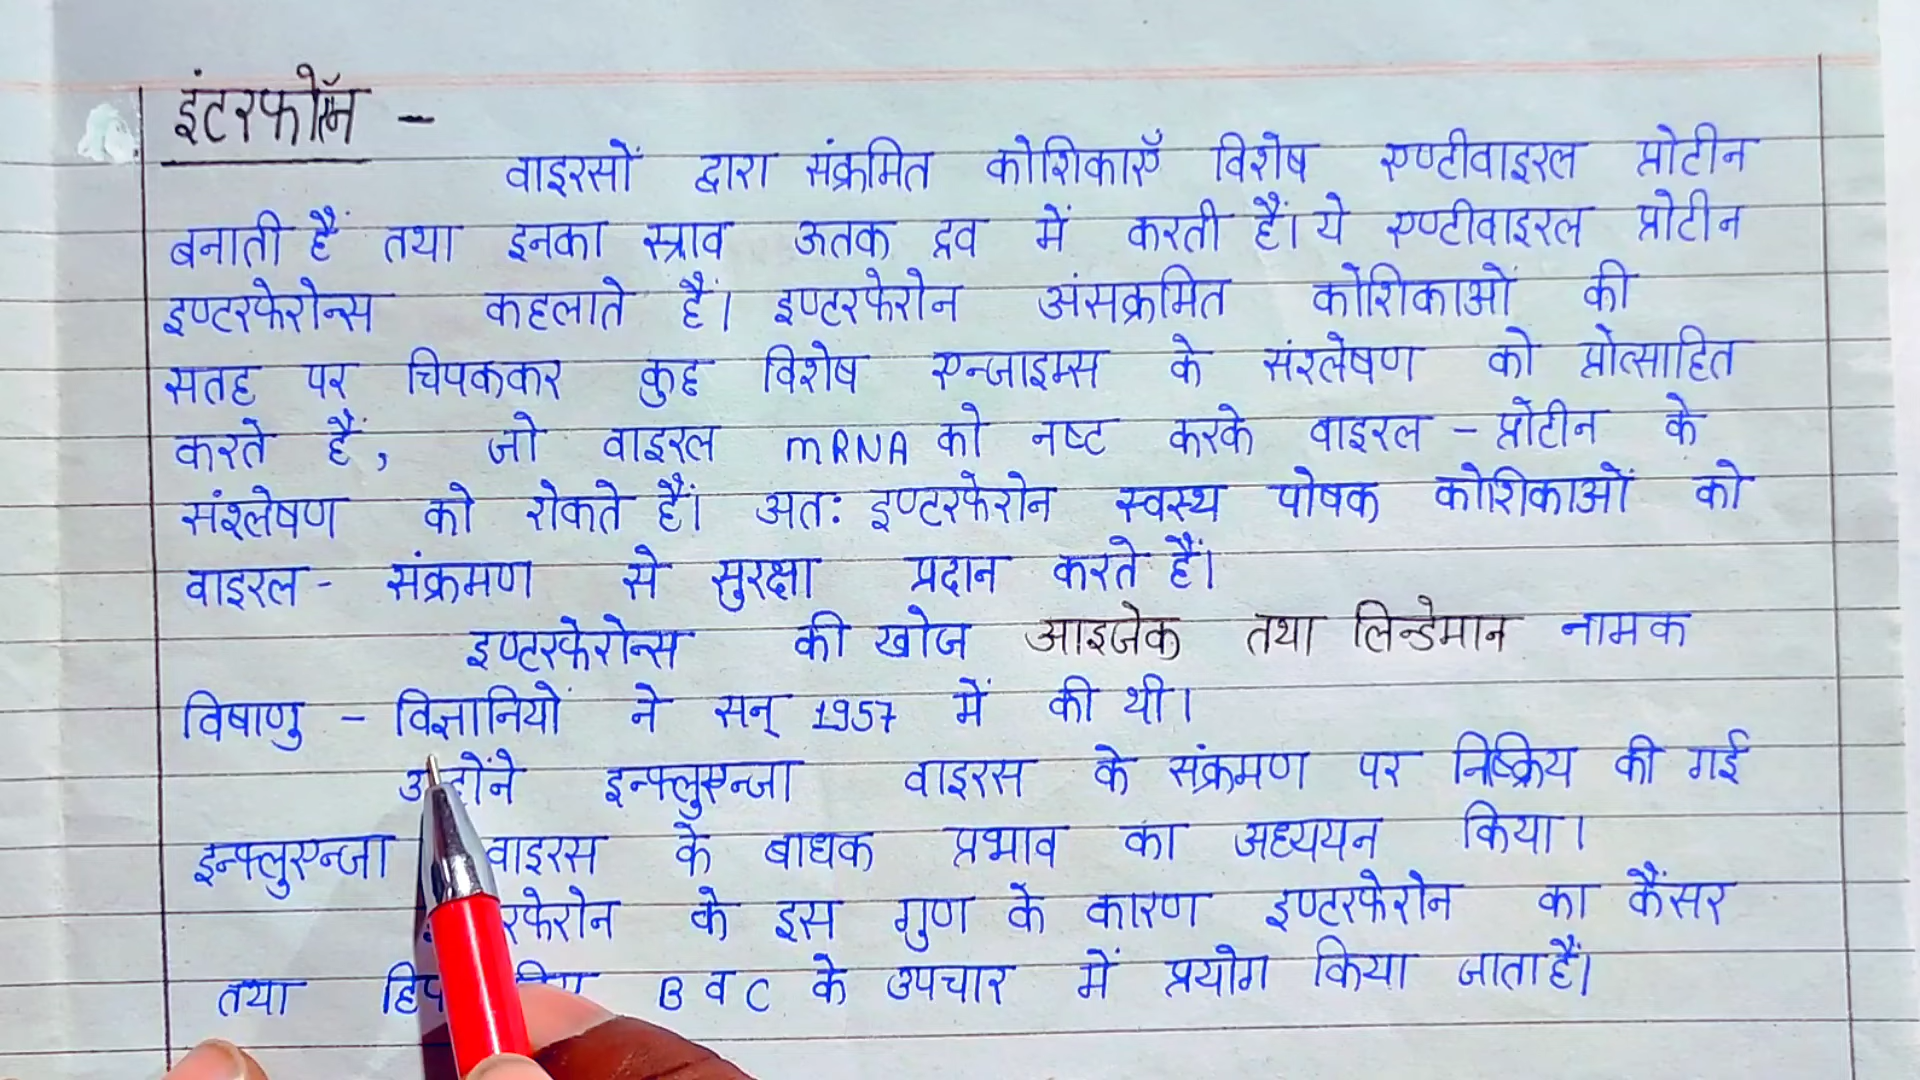 इंटरफोरॅन –
वाइरसों द्वारा संक्रमित कोशिकाएँ विशेष एण्टीवाइरल प्रोटीन
बनाती हैं तथा इनका स्राव ऊतक द्रव में करती हैं। ये एण्टीवाइरल प्रोटीन
इण्टरफेरोन्स कहलाते हैं। इण्टरफेरोन अंसक्रमित कोशिकाओं की
सतह पर चिपककर कुछ विशेष एन्जाइम्स के संश्लेषण को प्रोत्साहित
करते हैं, जो वाइरल mRNA को नष्ट करके वाइरल – प्रोटीन के
संश्लेषण को रोकते हैं। अतः इण्टरफेरोन स्वस्थ पोषक कोशिकाओं को
वाइरल - संक्रमण से सुरक्षा प्रदान करते हैं।
इण्टरफेरोन्स की खोज आइजेक तथा लिन्डेमान नामक
विषाणु – विज्ञानियों ने सन् 1957 में की थी।
इन्फ्लुएन्जा वाइरस के संक्रमण पर निष्क्रिय की गई
इन्फ्लुएन्जा वाइरस के बाधक प्रभाव का अध्ययन किया।
के इस गुण के कारण इण्टरफेरोन का कैंसर
तथा B व C के उपचार में प्रयोग किया जाता हैं।